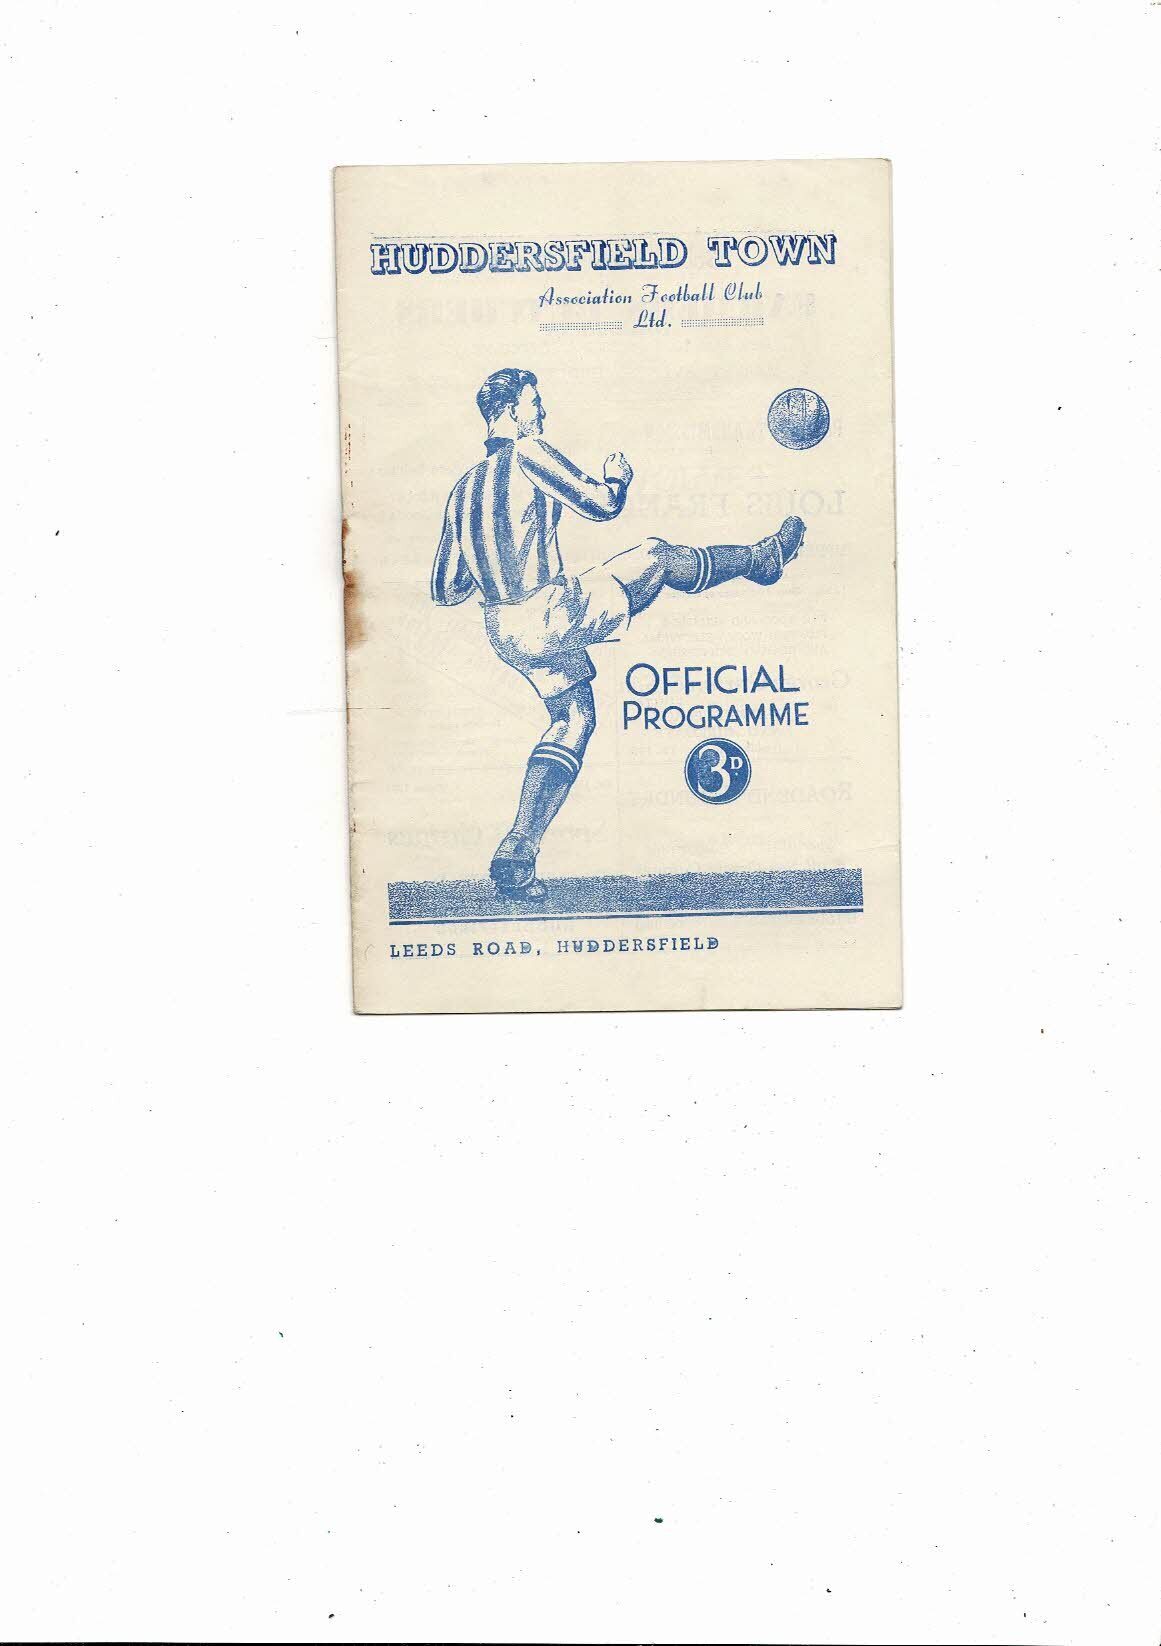 HUDDERSFIELD TOWN
Association Football Club
Ltd.
OFFICIAL
PROGRAMME
3D.
LEEDS ROAD, HUDDERSFIELD